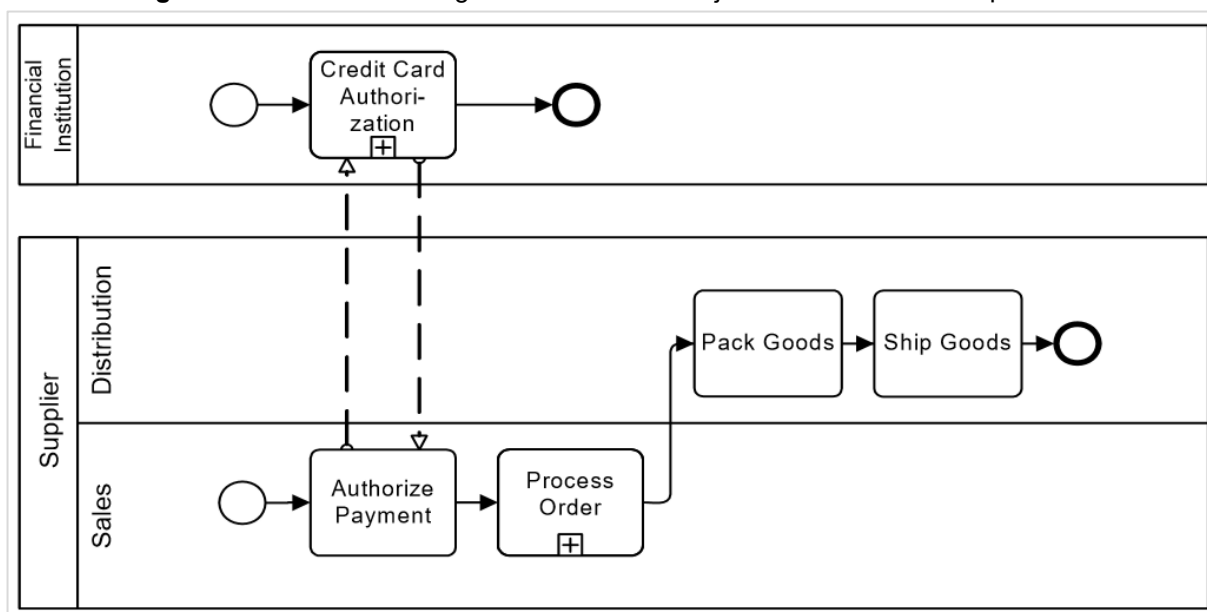 Financial
Institution
Credit Card
Authori-
zation
Supplier
Distribution
Pack Goods
Ship Goods
Sales
Authorize
Payment
Process
Order